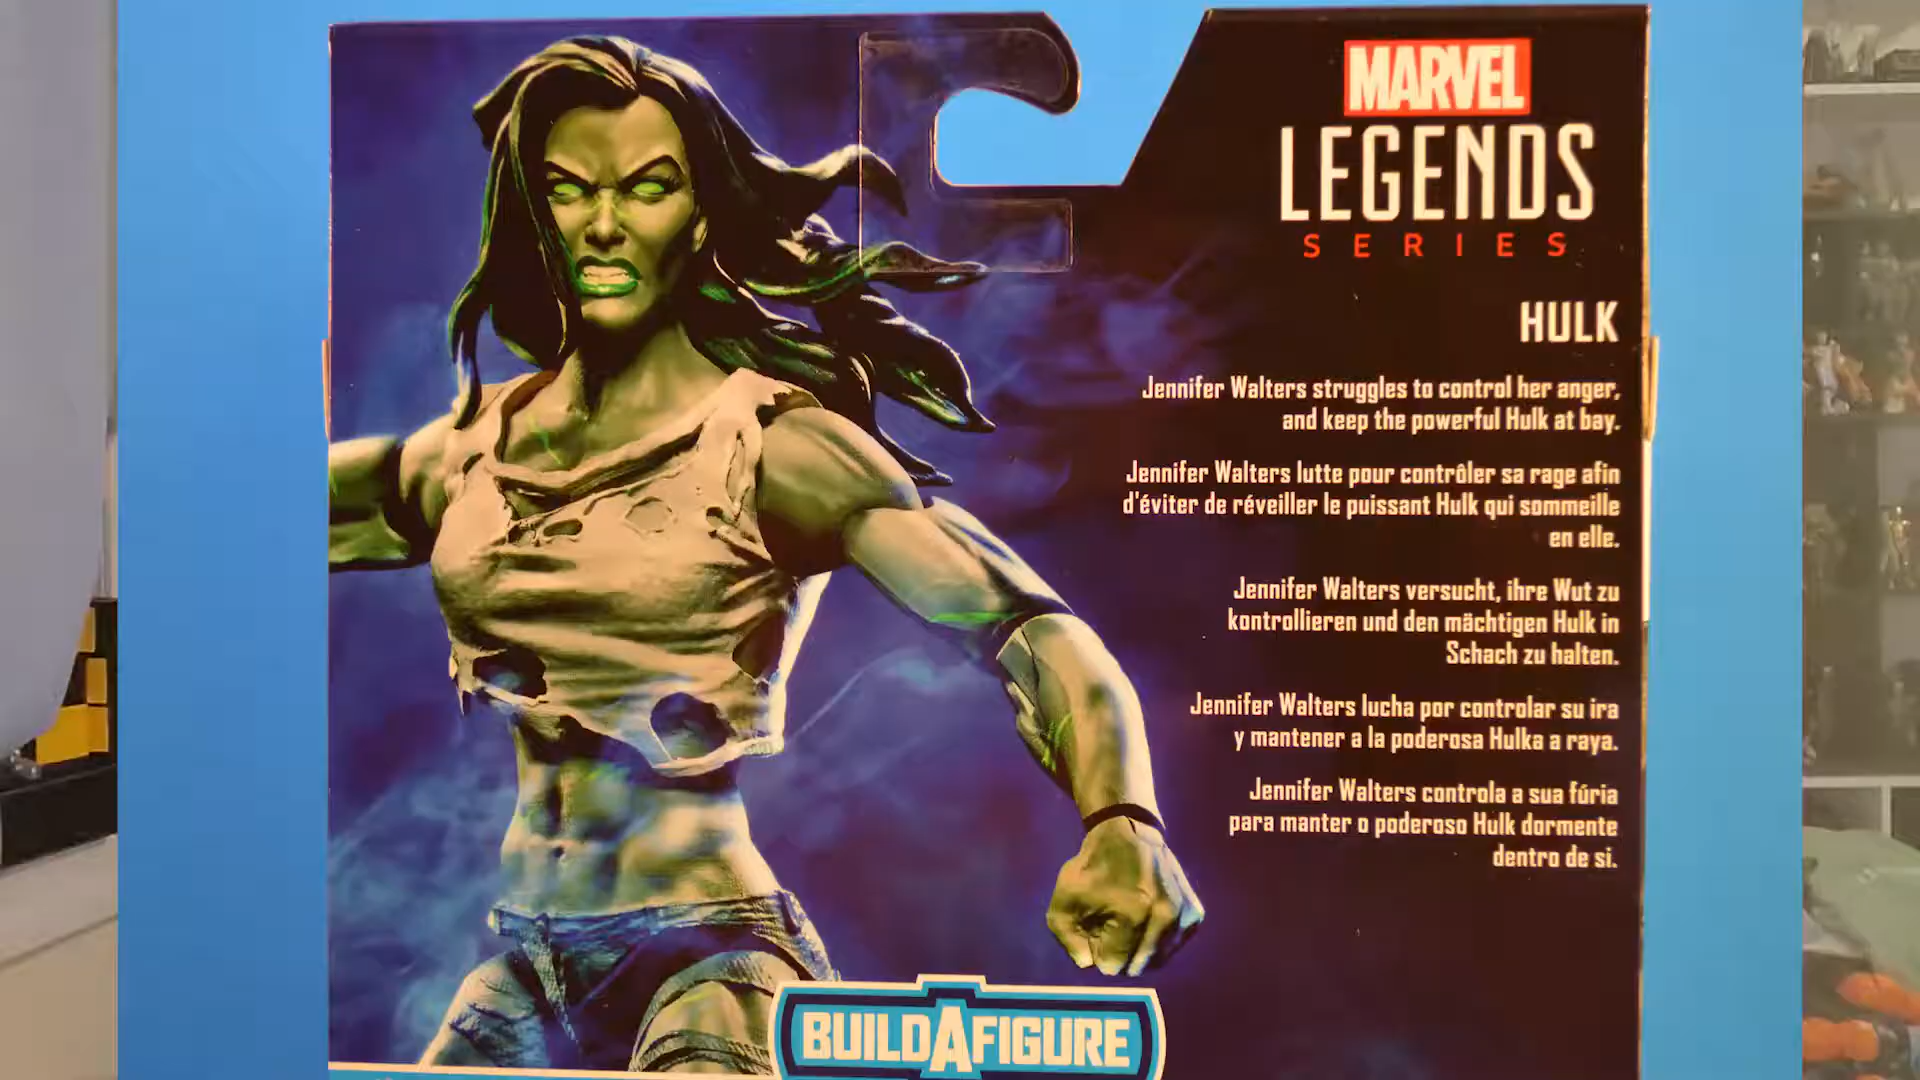 MARVEL
LEGENDS
SERIES
HULK
Jennifer Walters struggles to control her anger,
and keep the powerful Hulk at bay.
Jennifer Walters lutte pour contrôler sa rage afin
d'éviter de réveiller le puissant Hulk qui sommeille
en elle.
Jennifer Walters versucht, ihre Wut zu
kontrollieren und den mächtigen Hulk in
Schach zu halten.
Jennifer Walters lucha por controlar su ira
y mantener a la poderosa Hulka a raya.
Jennifer Walters controla a sua fúria
para manter o poderoso Hulk dormente
dentro de si.
BUILDAFIGURE